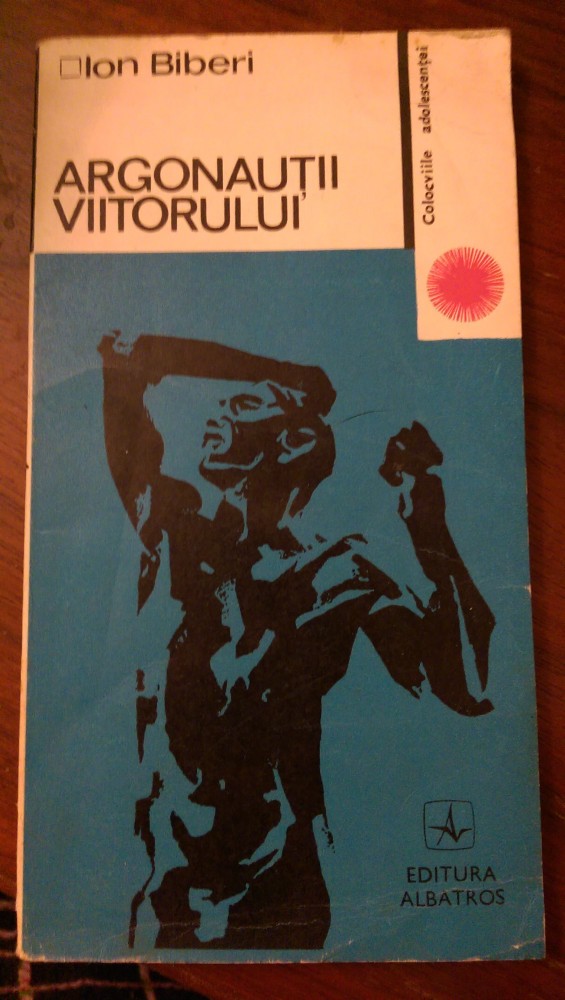 Ion Biberi
ARGONAUȚII
VIITORULUI
Colocviile adolescenței
EDITURA
ALBATROS